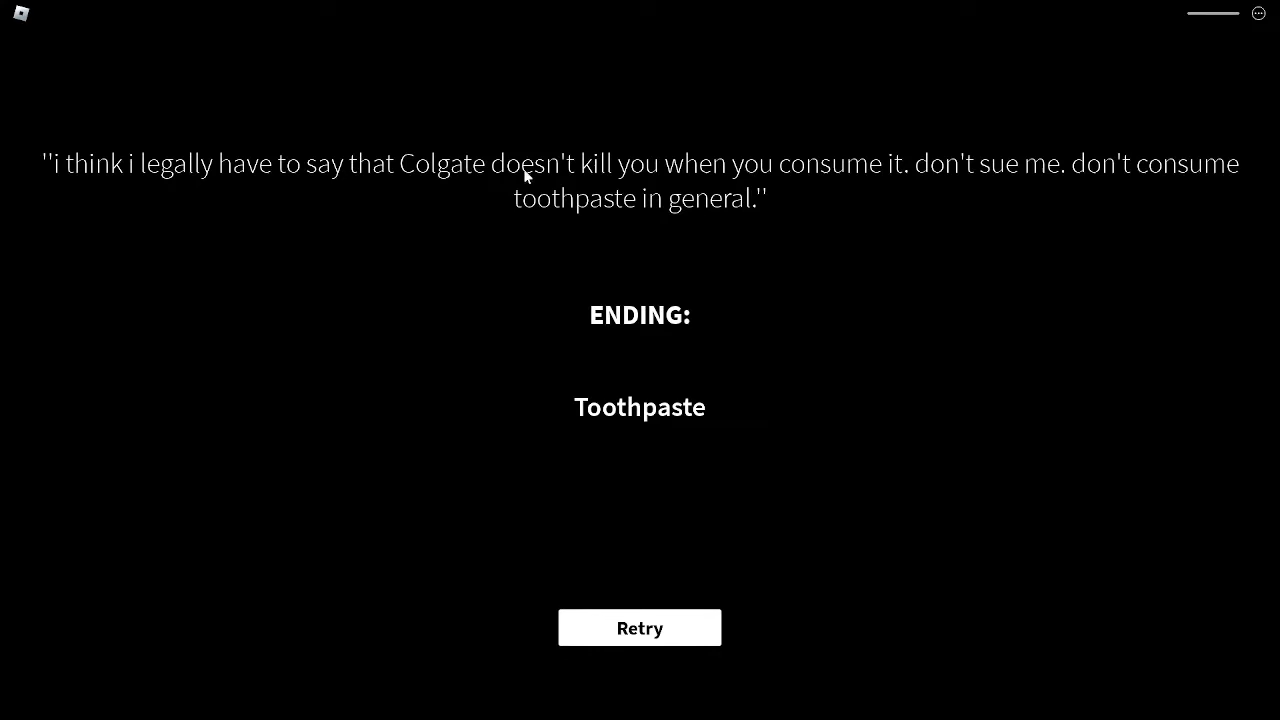 "i think i legally have to say that Colgate doesn't kill you when you consume it. don't sue me. don't consume
toothpaste in general."
ENDING:
Toothpaste
Retry